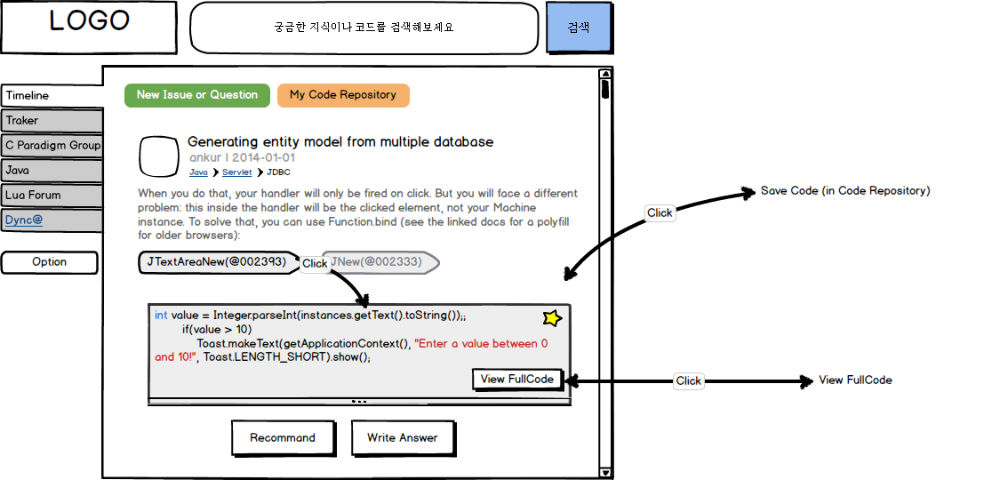 LOGO
궁금한 지식이나 코드를 검색해보세요
검색
Timeline
Traker
C Paradigm Group
Java
Lua Forum
Dync@
Option
New Issue or Question
My Code Repository
Generating entity model from multiple database
ankur I 2014-01-01
Java Servlet JDBC
When you do that, your handler will only be fired on click. But you will face a different
problem: this inside the handler will be the clicked element, not your Machine
instance. To solve that, you can use Function.bind (see the linked docs for a polyfill
for older browsers):
JTextAreaNew(@002393)
Click
JNew(@002333)
int value = Integer.parseInt(instances.getText().toString());;
if(value > 10)
Toast.makeText(getApplicationContext(), "Enter a value between 0
and 10!", Toast.LENGTH_SHORT).show();
View FullCode
Recommand
Write Answer
Click
Save Code (in Code Repository)
Click
View FullCode